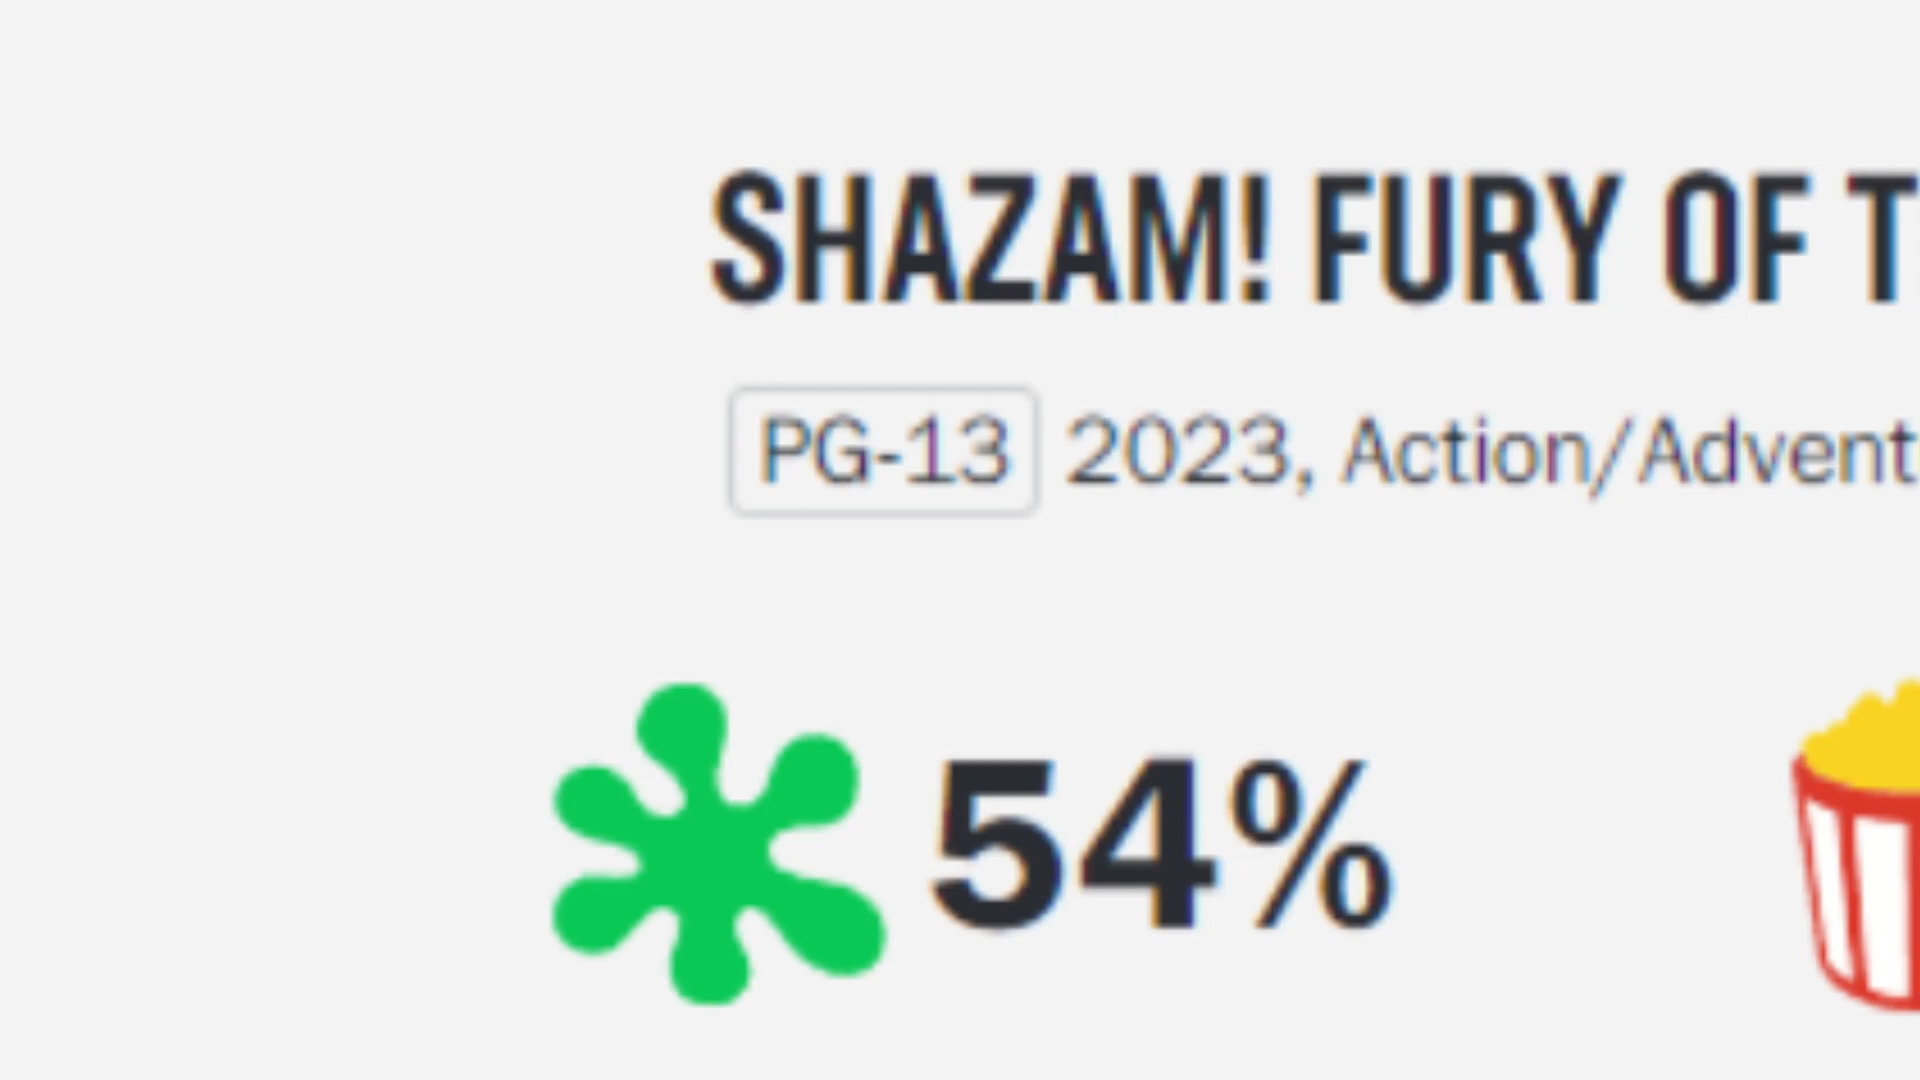 SHAZAM! FURY OF T
PG-13 2023, Action/Advent
54%